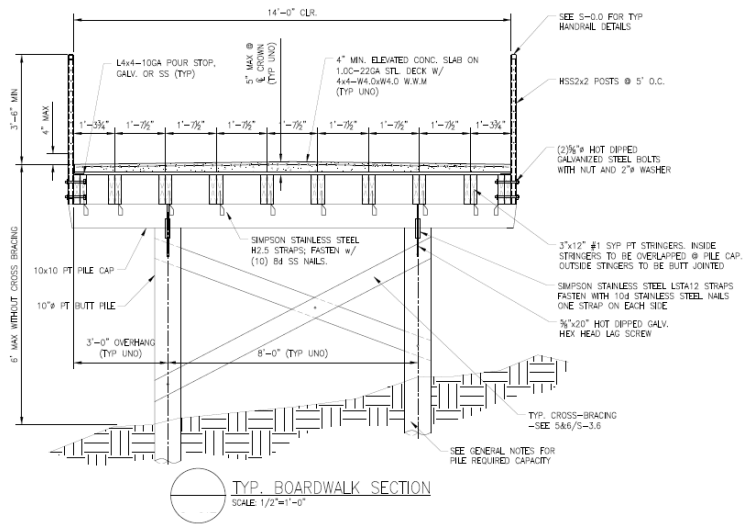 14'-0" CLR.
SEE S-0.0 FOR TYP
HANDRAIL DETAILS
L4x4-10GA POUR STOP,
GALV. OR SS (TYP)
5" MAX @
℄ CROWN
(TYP UNO)
4" MIN. ELEVATED CONC. SLAB ON
1.0C-22GA STL. DECK W/
4x4-W4.0xW4.0 W.W.M
(TYP UNO)
HSS2x2 POSTS @ 5' O.C.
3'-6" MIN
4" MAX
1'-3¾" 1'-7½" 1'-7½" 1'-7½" 1'-7½" 1'-7½" 1'-7½" 1'-7½" 1'-3¾"
(2)⅝"ø HOT DIPPED
GALVANIZED STEEL BOLTS
WITH NUT AND 2"ø WASHER
SIMPSON STAINLESS STEEL
H2.5 STRAPS; FASTEN w/
(10) 8d SS NAILS.
3"x12" #1 SYP PT STRINGERS. INSIDE
STRINGERS TO BE OVERLAPPED @ PILE CAP.
OUTSIDE STINGERS TO BE BUTT JOINTED
10x10 PT PILE CAP
10"ø PT BUTT PILE
SIMPSON STAINLESS STEEL LSTA12 STRAPS
FASTEN WITH 10d STAINLESS STEEL NAILS
ONE STRAP ON EACH SIDE
⅝"x20" HOT DIPPED GALV.
HEX HEAD LAG SCREW
6' MAX WITHOUT CROSS BRACING
3'-0" OVERHANG
(TYP UNO)
8'-0" (TYP UNO)
TYP. CROSS-BRACING
-SEE 5&6/S-3.6
SEE GENERAL NOTES FOR
PILE REQUIRED CAPACITY
TYP. BOARDWALK SECTION
SCALE: 1/2"=1'-0"